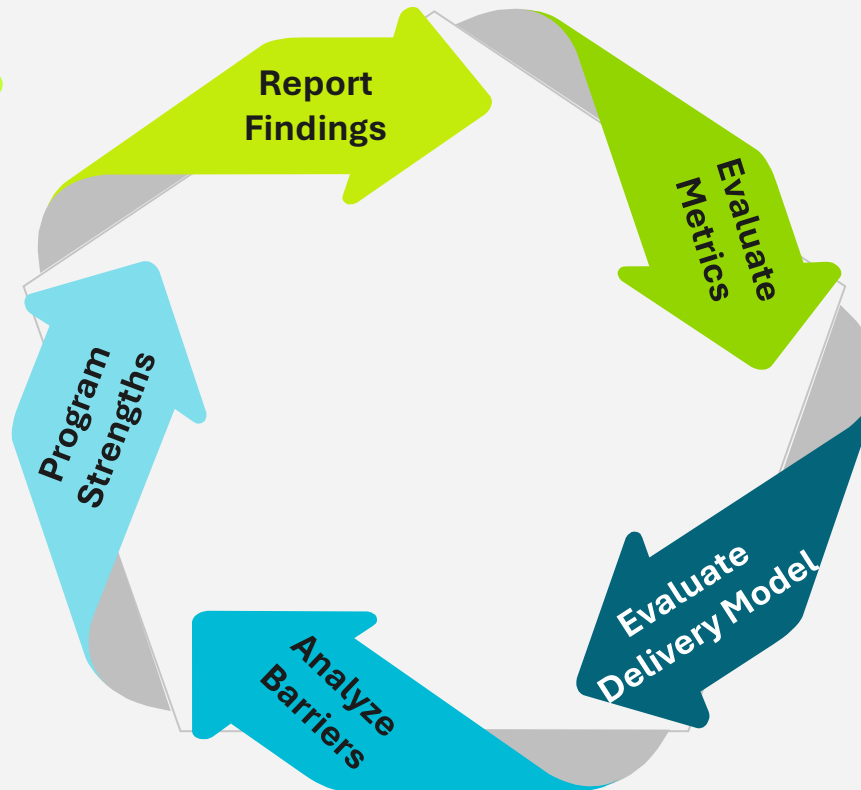 Report
Findings
Evaluate
Metrics
Evaluate
Delivery Model
Analyze
Barriers
Program
Strengths